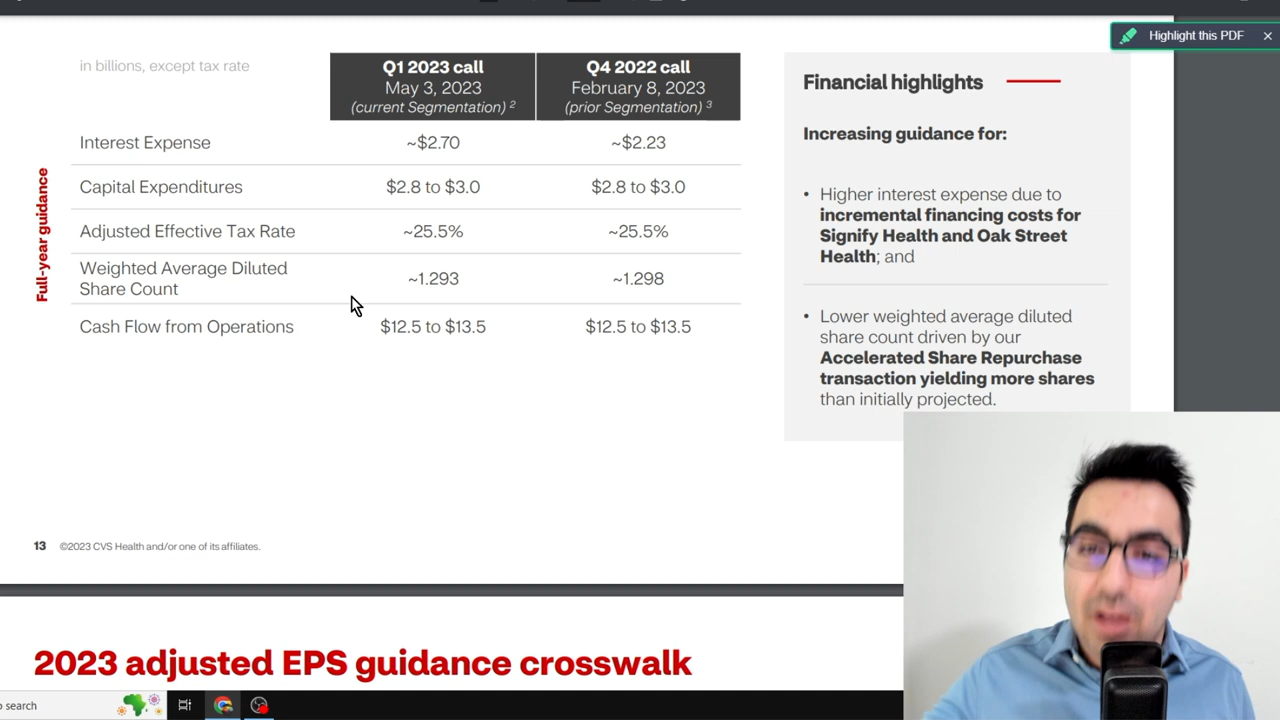 Highlight this PDF
in billions, except tax rate
Q1 2023 call
May 3, 2023
(current Segmentation) 2
Q4 2022 call
February 8, 2023
(prior Segmentation) 3
Full-year guidance
Interest Expense ~$2.70 ~$2.23
Capital Expenditures $2.8 to $3.0 $2.8 to $3.0
Adjusted Effective Tax Rate ~25.5% ~25.5%
Weighted Average Diluted
Share Count ~1.293 ~1.298
Cash Flow from Operations $12.5 to $13.5 $12.5 to $13.5
Financial highlights
Increasing guidance for:
• Higher interest expense due to
incremental financing costs for
Signify Health and Oak Street
Health; and
• Lower weighted average diluted
share count driven by our
Accelerated Share Repurchase
transaction yielding more shares
than initially projected.
13 ©2023 CVS Health and/or one of its affiliates.
2023 adjusted EPS guidance crosswalk
o search